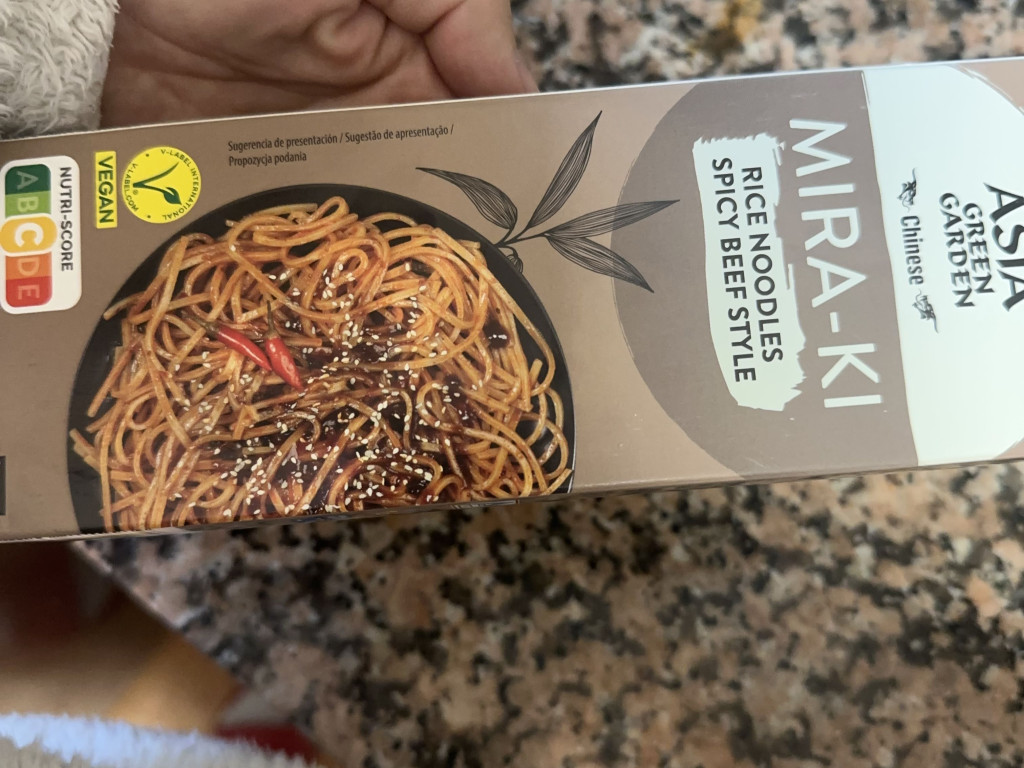 ASIA
GREEN
GARDEN
Chinese
MIRA-KI
RICE NOODLES
SPICY BEEF STYLE
Sugerencia de presentación / Sugestão de apresentação /
Propozycja podania
V-LABEL INTERNATIONAL
V-LABEL.COM
VEGAN
NUTRI-SCORE
A B C D E